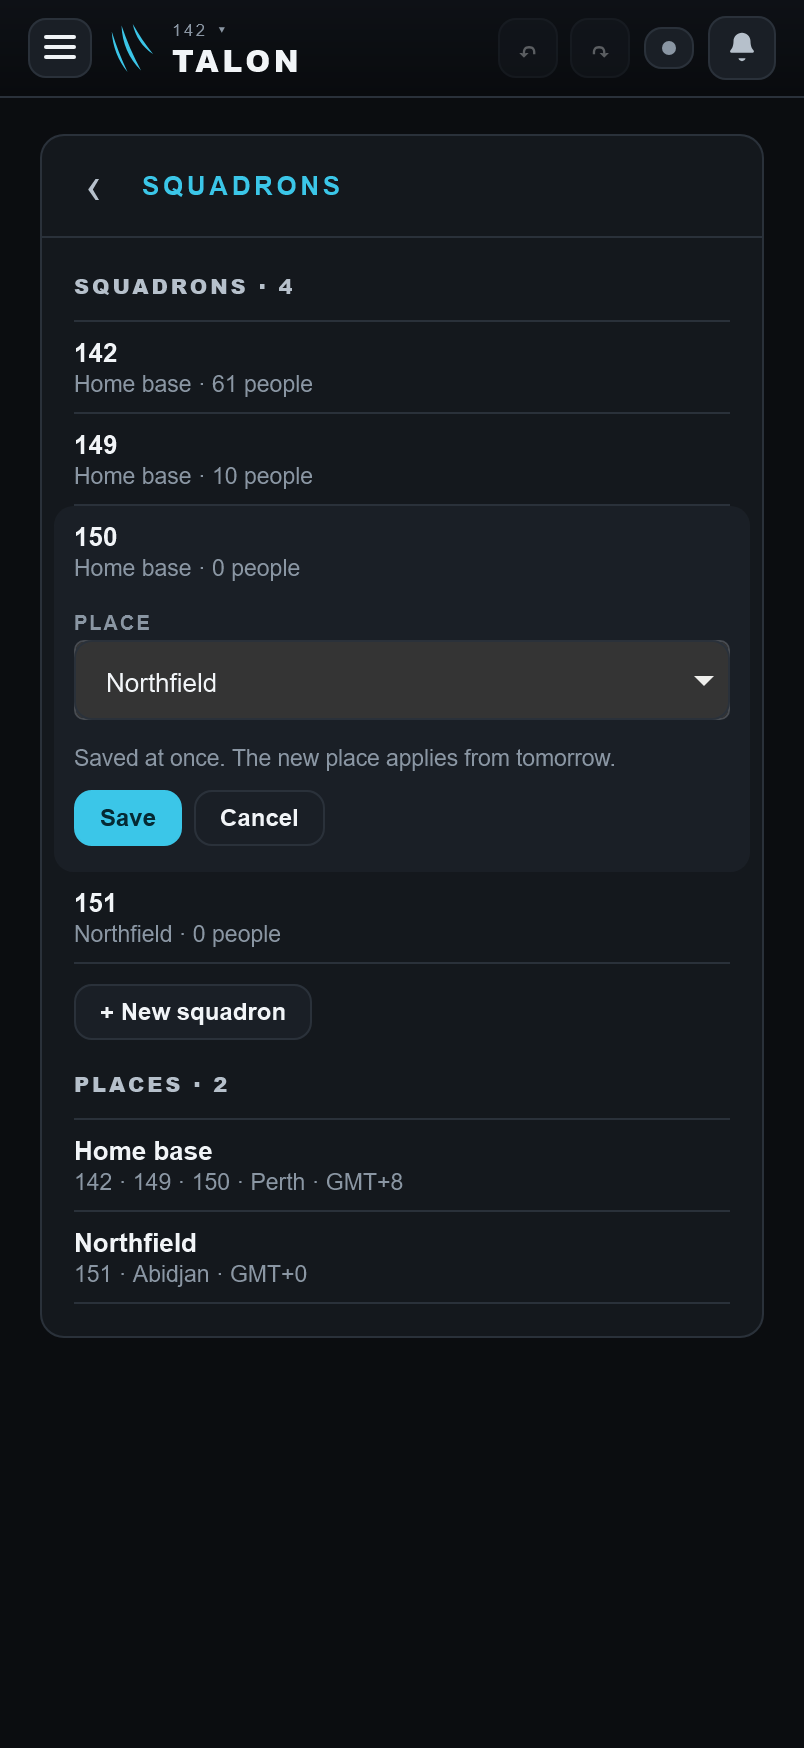 142 ▾
TALON
‹ SQUADRONS
SQUADRONS · 4
142
Home base · 61 people
149
Home base · 10 people
150
Home base · 0 people
PLACE
Northfield
Saved at once. The new place applies from tomorrow.
Save Cancel
151
Northfield · 0 people
+ New squadron
PLACES · 2
Home base
142 · 149 · 150 · Perth · GMT+8
Northfield
151 · Abidjan · GMT+0